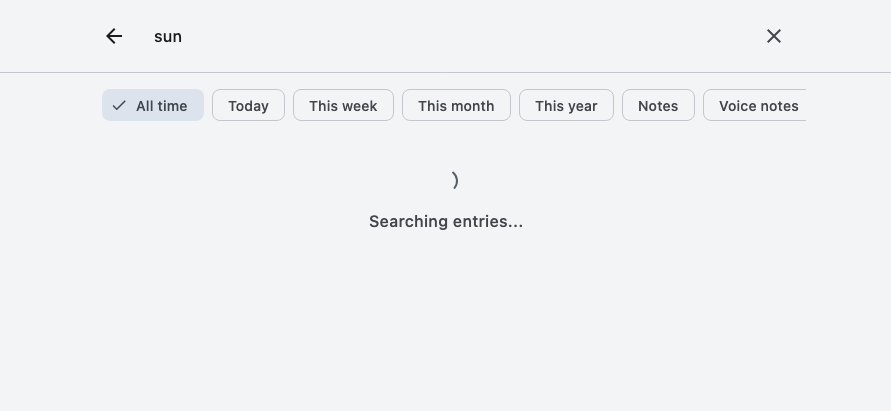 sun
All time Today This week This month This year Notes Voice notes
Searching entries...